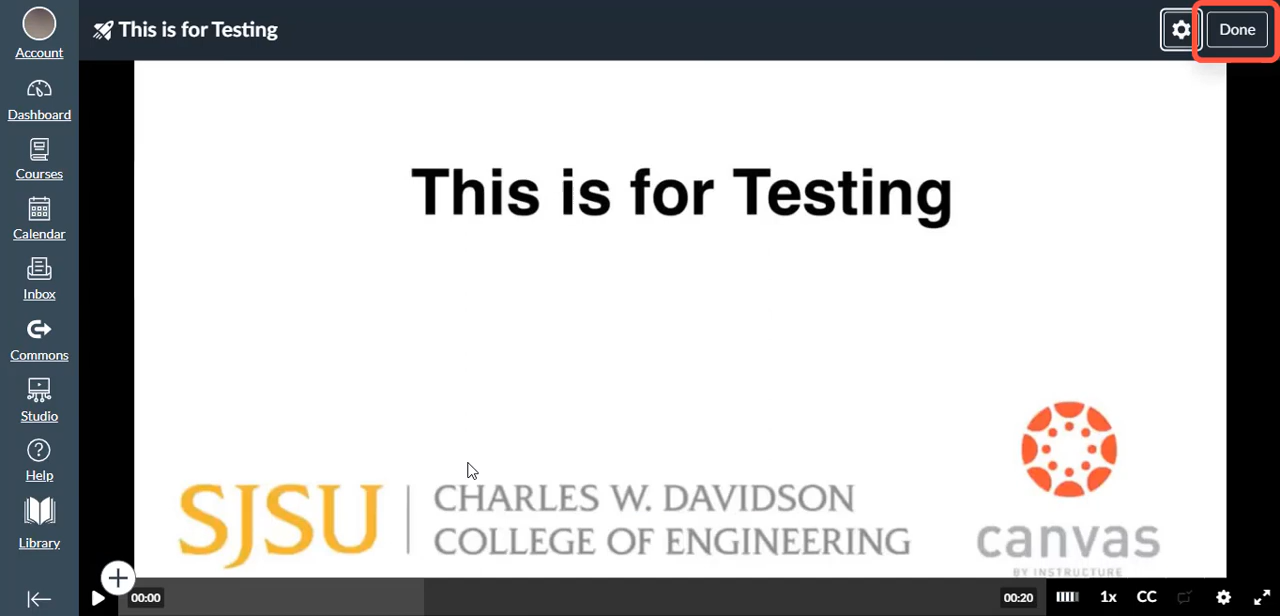 Account
Dashboard
Courses
Calendar
Inbox
Commons
Studio
Help
Library
This is for Testing
Done
This is for Testing
SJSU
CHARLES W. DAVIDSON
COLLEGE OF ENGINEERING
canvas
BY INSTRUCTURE
00:00
00:20
1x
CC